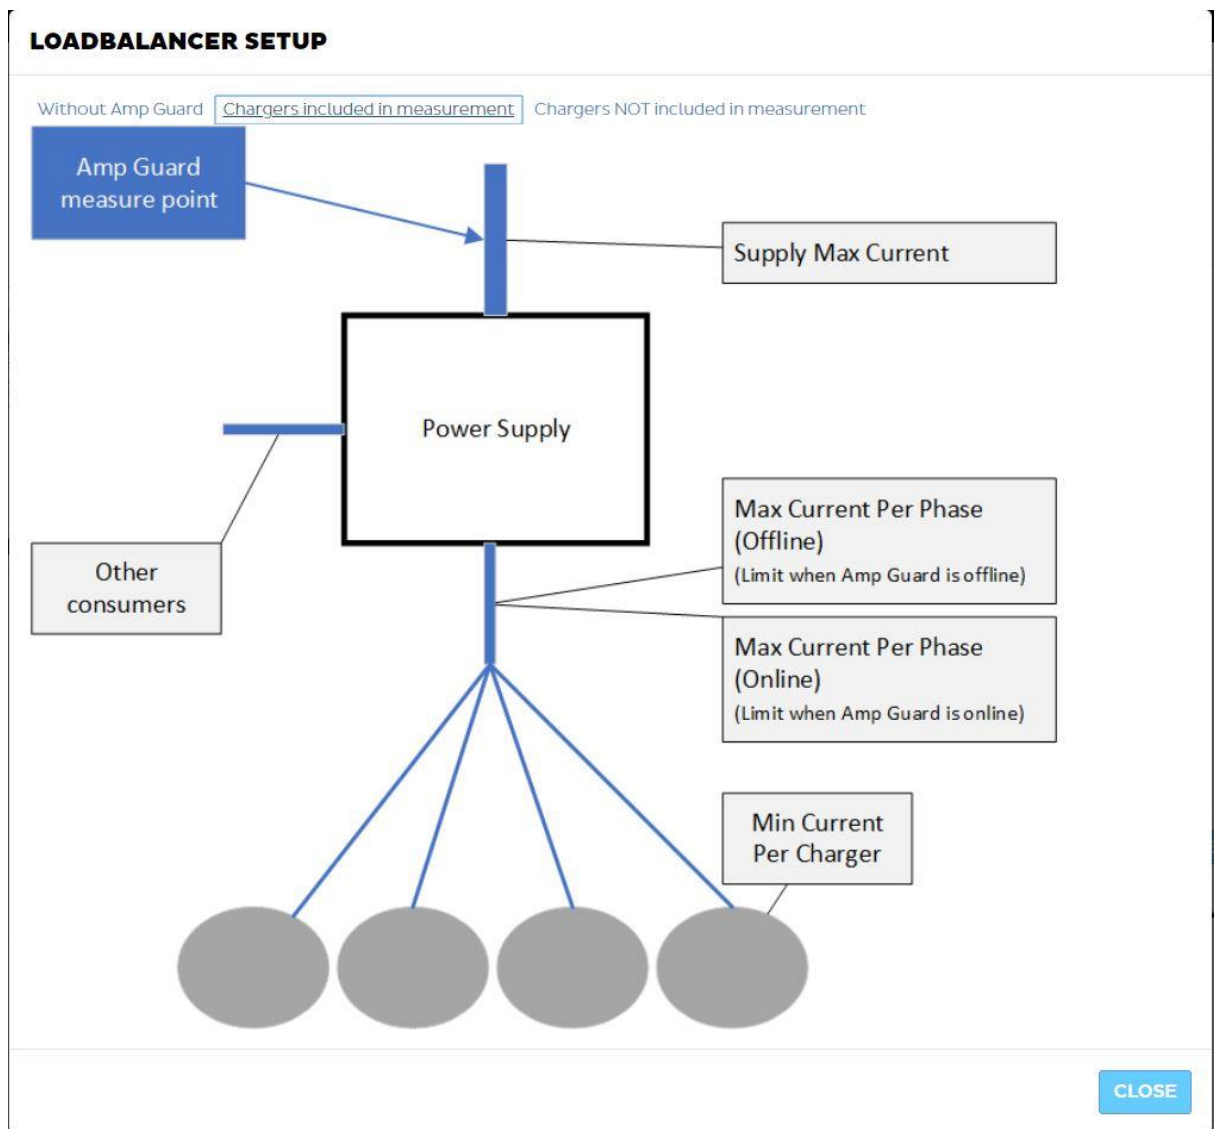 LOADBALANCER SETUP
Without Amp Guard Chargers included in measurement Chargers NOT included in measurement
Amp Guard
measure point
Supply Max Current
Power Supply
Other
consumers
Max Current Per Phase
(Offline)
(Limit when Amp Guard is offline)
Max Current Per Phase
(Online)
(Limit when Amp Guard is online)
Min Current
Per Charger
CLOSE